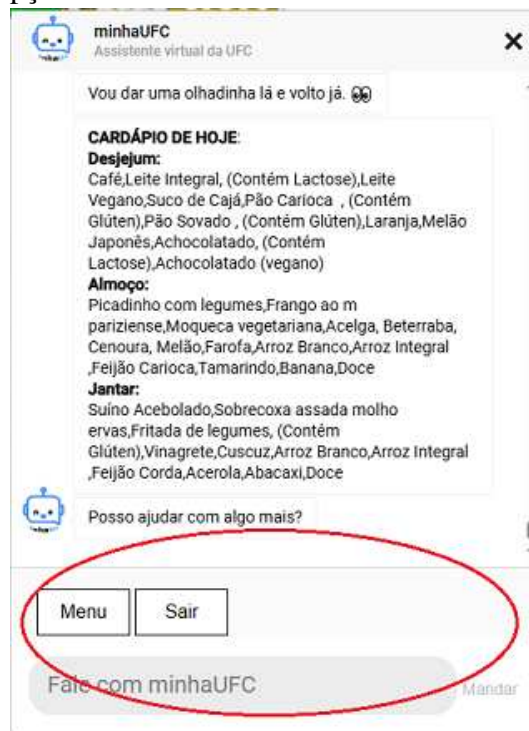 minhaUFC
Assistente virtual da UFC
Vou dar uma olhadinha lá e volto já. 👀
CARDÁPIO DE HOJE:
Desjejum:
Café,Leite Integral, (Contém Lactose),Leite
Vegano,Suco de Cajá,Pão Carioca , (Contém
Glúten),Pão Sovado , (Contém Glúten),Laranja,Melão
Japonês,Achocolatado, (Contém
Lactose),Achocolatado (vegano)
Almoço:
Picadinho com legumes,Frango ao m
pariziense,Moqueca vegetariana,Acelga, Beterraba,
Cenoura, Melão,Farofa,Arroz Branco,Arroz Integral
,Feijão Carioca,Tamarindo,Banana,Doce
Jantar:
Suíno Acebolado,Sobrecoxa assada molho
ervas,Fritada de legumes, (Contém
Glúten),Vinagrete,Cuscuz,Arroz Branco,Arroz Integral
,Feijão Corda,Acerola,Abacaxi,Doce
Posso ajudar com algo mais?
Menu Sair
Fale com minhaUFC Mandar